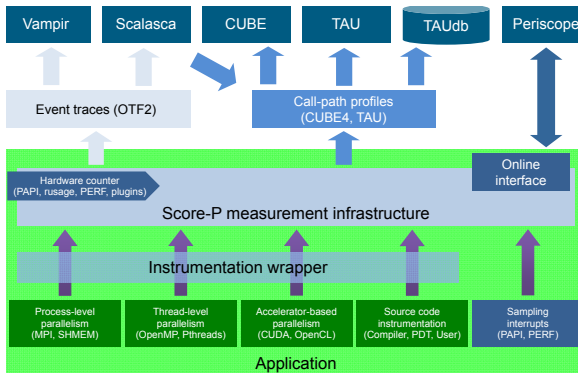 Vampir
Scalasca
CUBE
TAU
TAUdb
Periscope
Event traces (OTF2)
Call-path profiles
(CUBE4, TAU)
Hardware counter
(PAPI, rusage, PERF, plugins)
Online
interface
Score-P measurement infrastructure
Instrumentation wrapper
Process-level
parallelism
(MPI, SHMEM)
Thread-level
parallelism
(OpenMP, Pthreads)
Accelerator-based
parallelism
(CUDA, OpenCL)
Source code
instrumentation
(Compiler, PDT, User)
Sampling
interrupts
(PAPI, PERF)
Application